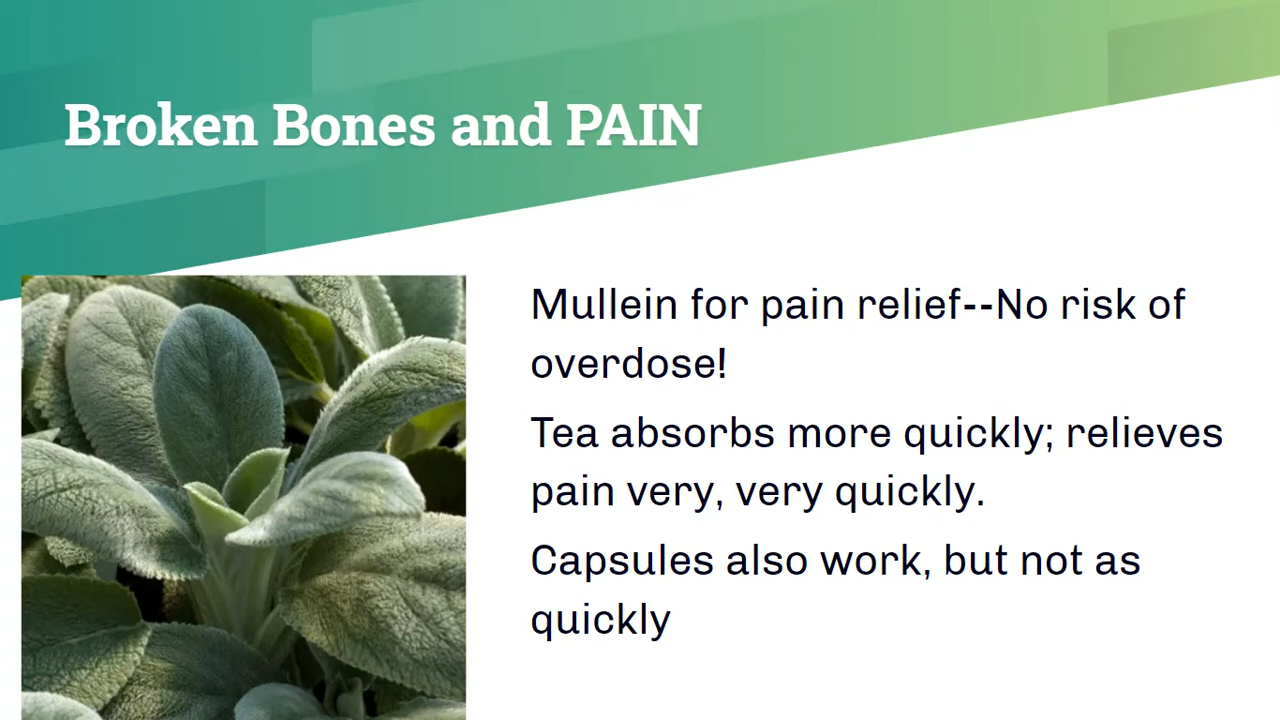 Broken Bones and PAIN
Mullein for pain relief--No risk of
overdose!
Tea absorbs more quickly; relieves
pain very, very quickly.
Capsules also work, but not as
quickly